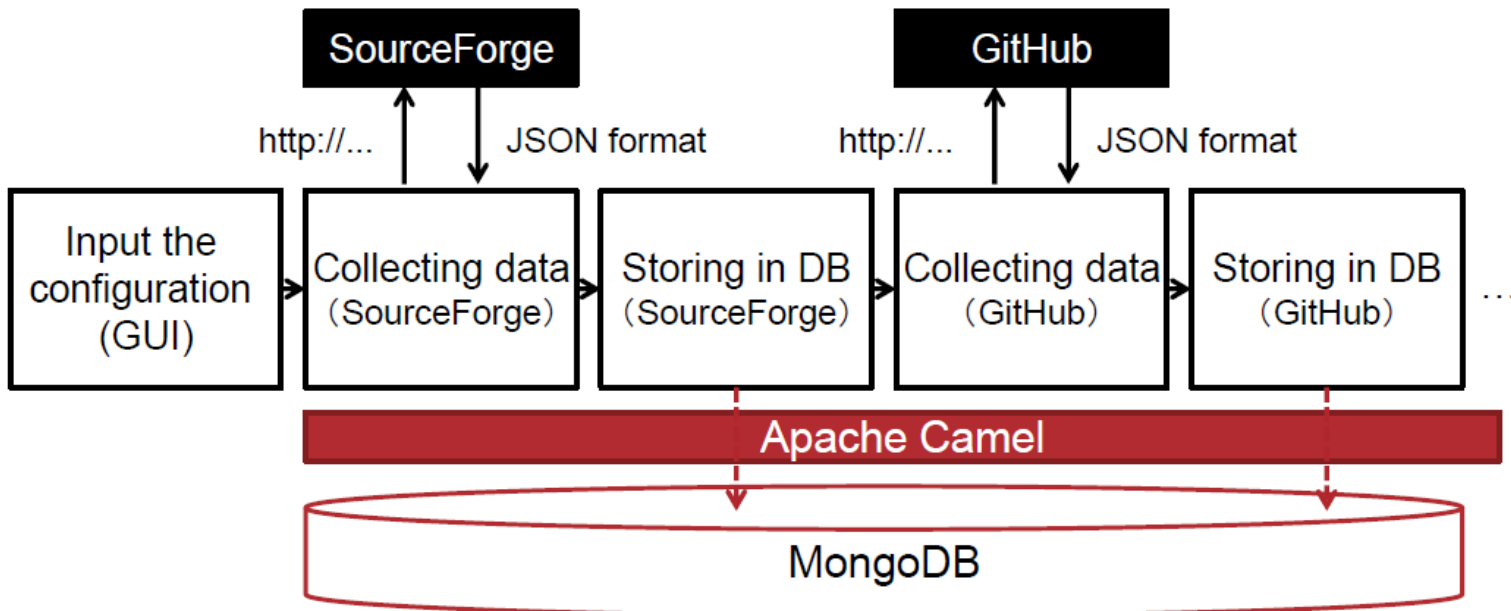 SourceForge
GitHub
http://...
JSON format
http://...
JSON format
Input the
configuration
(GUI)
Collecting data
（SourceForge）
Storing in DB
（SourceForge）
Collecting data
（GitHub）
Storing in DB
（GitHub）
…
Apache Camel
MongoDB